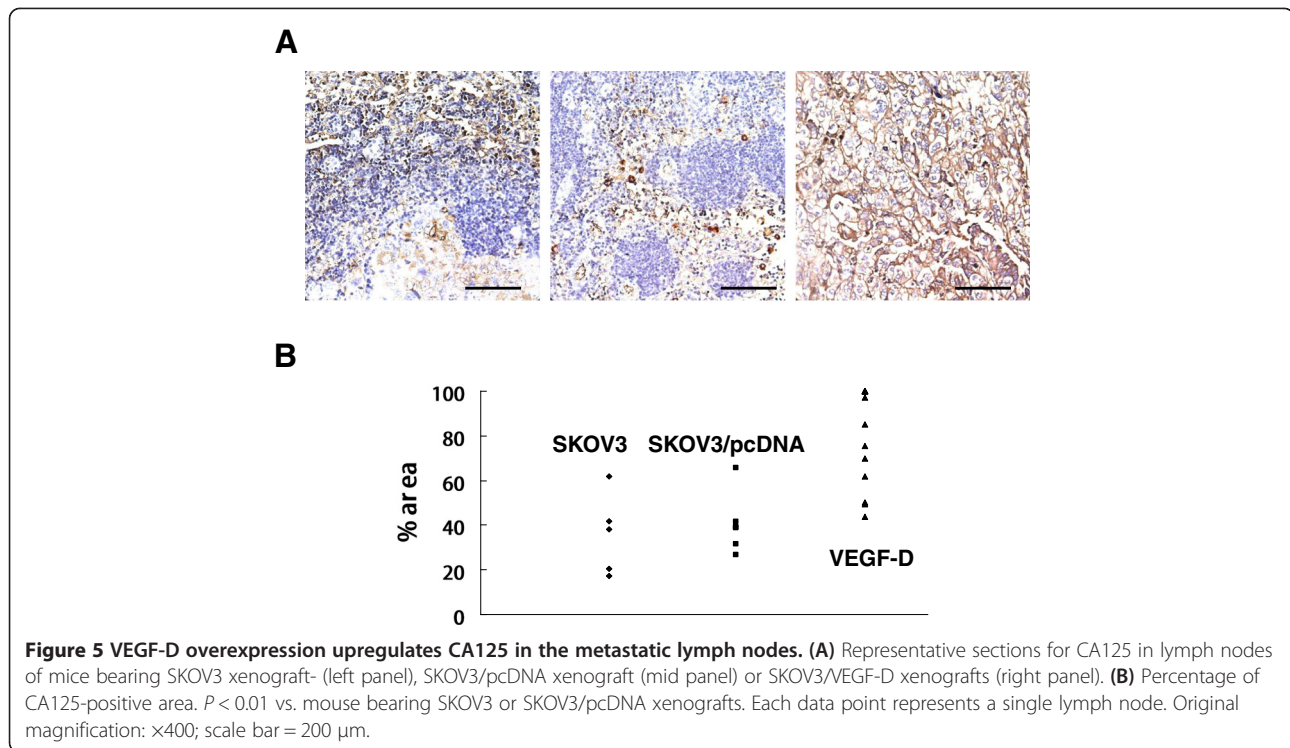 A
B
100
80
60
40
20
0
% area
SKOV3
SKOV3/pcDNA
VEGF-D
Figure 5 VEGF-D overexpression upregulates CA125 in the metastatic lymph nodes. (A) Representative sections for CA125 in lymph nodes
of mice bearing SKOV3 xenograft- (left panel), SKOV3/pcDNA xenograft (mid panel) or SKOV3/VEGF-D xenografts (right panel). (B) Percentage of
CA125-positive area. P < 0.01 vs. mouse bearing SKOV3 or SKOV3/pcDNA xenografts. Each data point represents a single lymph node. Original
magnification: ×400; scale bar = 200 μm.